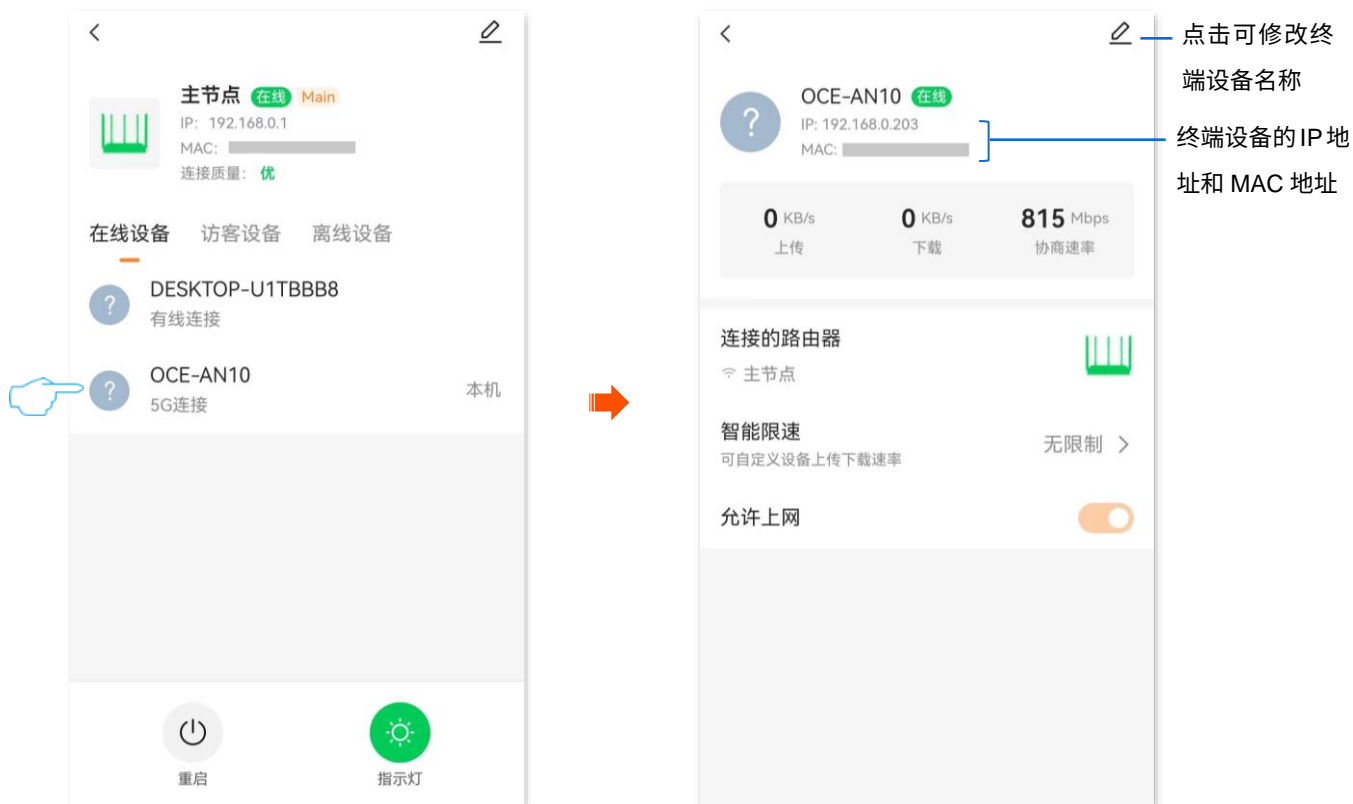 主节点 在线 Main
IP: 192.168.0.1
MAC:
连接质量: 优
在线设备 访客设备 离线设备
?
DESKTOP-U1TBBB8
有线连接
?
OCE-AN10
5G连接
本机
重启
指示灯
?
OCE-AN10 在线
IP: 192.168.0.203
MAC:
0 KB/s 0 KB/s 815 Mbps
上传 下载 协商速率
连接的路由器
主节点
智能限速
可自定义设备上传下载速率
无限制
允许上网
点击可修改终
端设备名称
终端设备的IP地
址和 MAC 地址